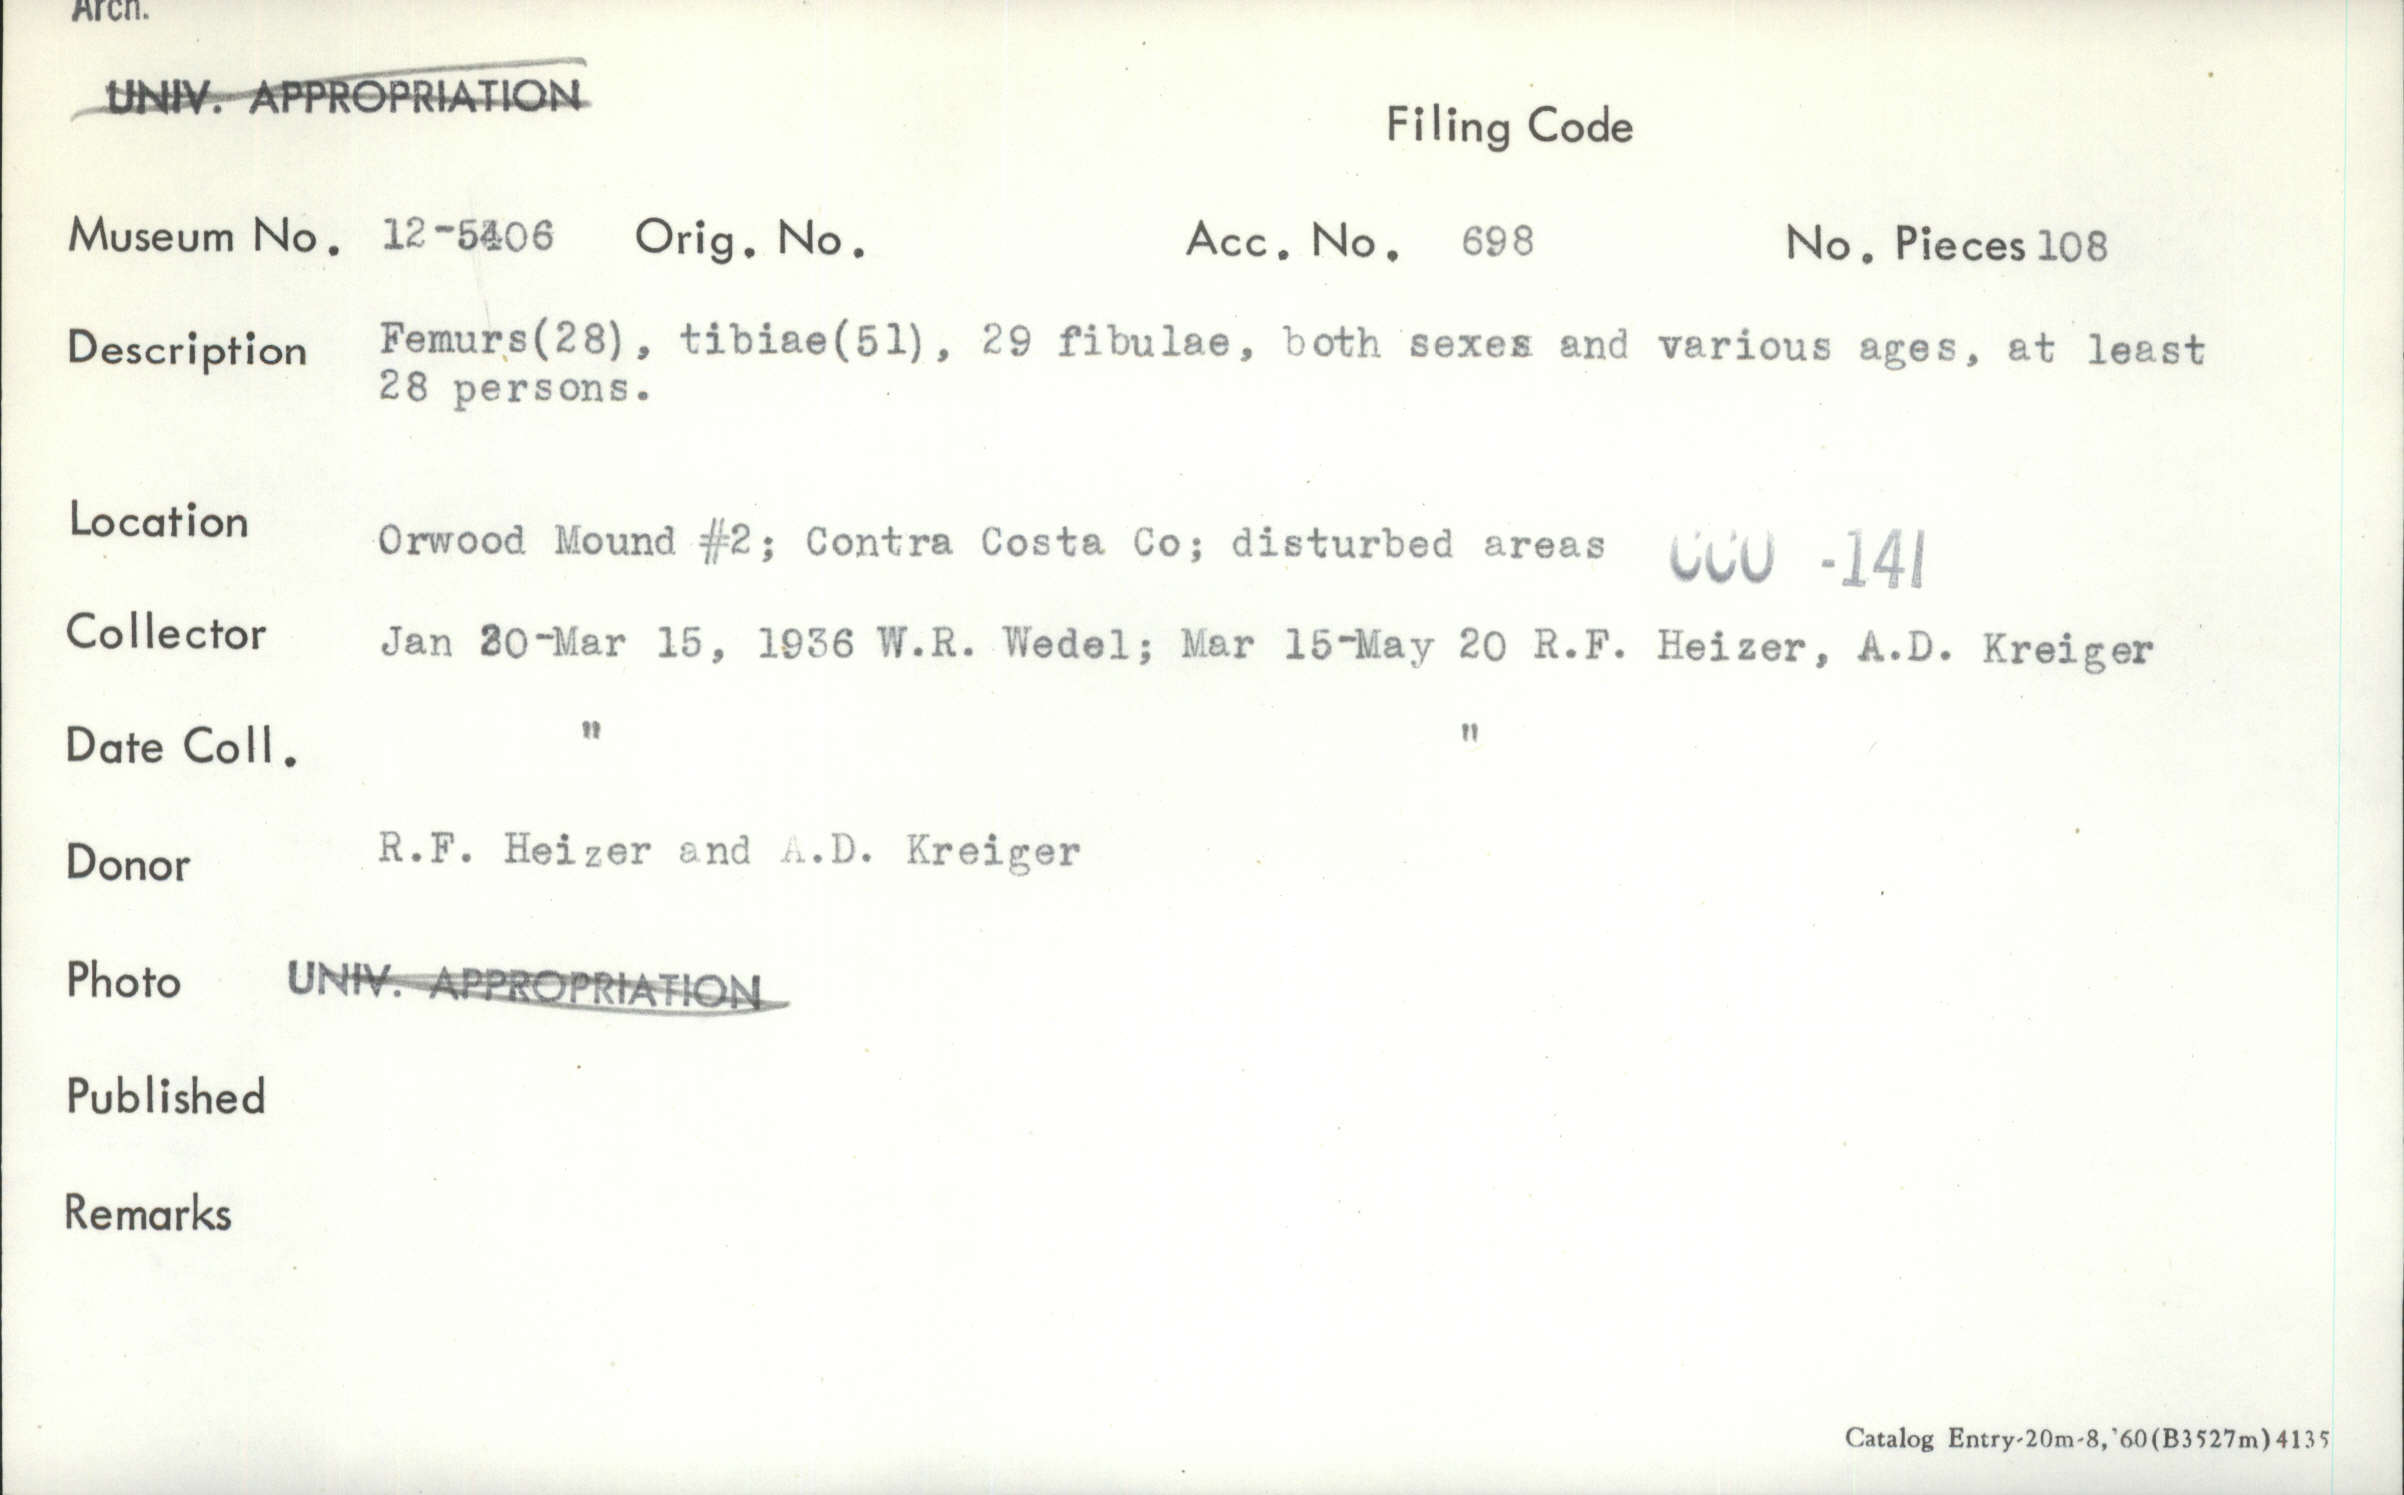 Arch.
UNIV. APPROPRIATION
Filing Code
Museum No. 12-5406 Orig. No. Acc. No. 698 No. Pieces 108
Description Femurs(28), tibiae(51), 29 fibulae, both sexes and various ages, at least
28 persons.
Location Orwood Mound #2; Contra Costa Co; disturbed areas CCO -141
Collector Jan 20-Mar 15, 1936 W.R. Wedel; Mar 15-May 20 R.F. Heizer, A.D. Kreiger
Date Coll. " "
Donor R.F. Heizer and A.D. Kreiger
Photo UNIV. APPROPRIATION
Published
Remarks
Catalog Entry-20m-8,'60(B3527m)4135